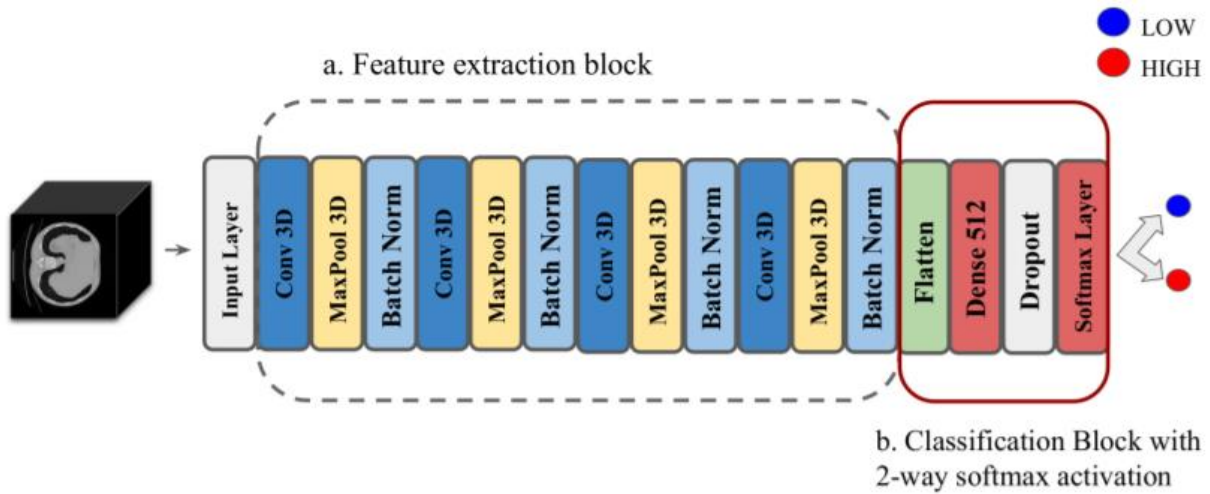 LOW
HIGH
a. Feature extraction block
Input Layer
Conv 3D
MaxPool 3D
Batch Norm
Conv 3D
MaxPool 3D
Batch Norm
Conv 3D
MaxPool 3D
Batch Norm
Conv 3D
MaxPool 3D
Batch Norm
Flatten
Dense 512
Dropout
Softmax Layer
b. Classification Block with
2-way softmax activation